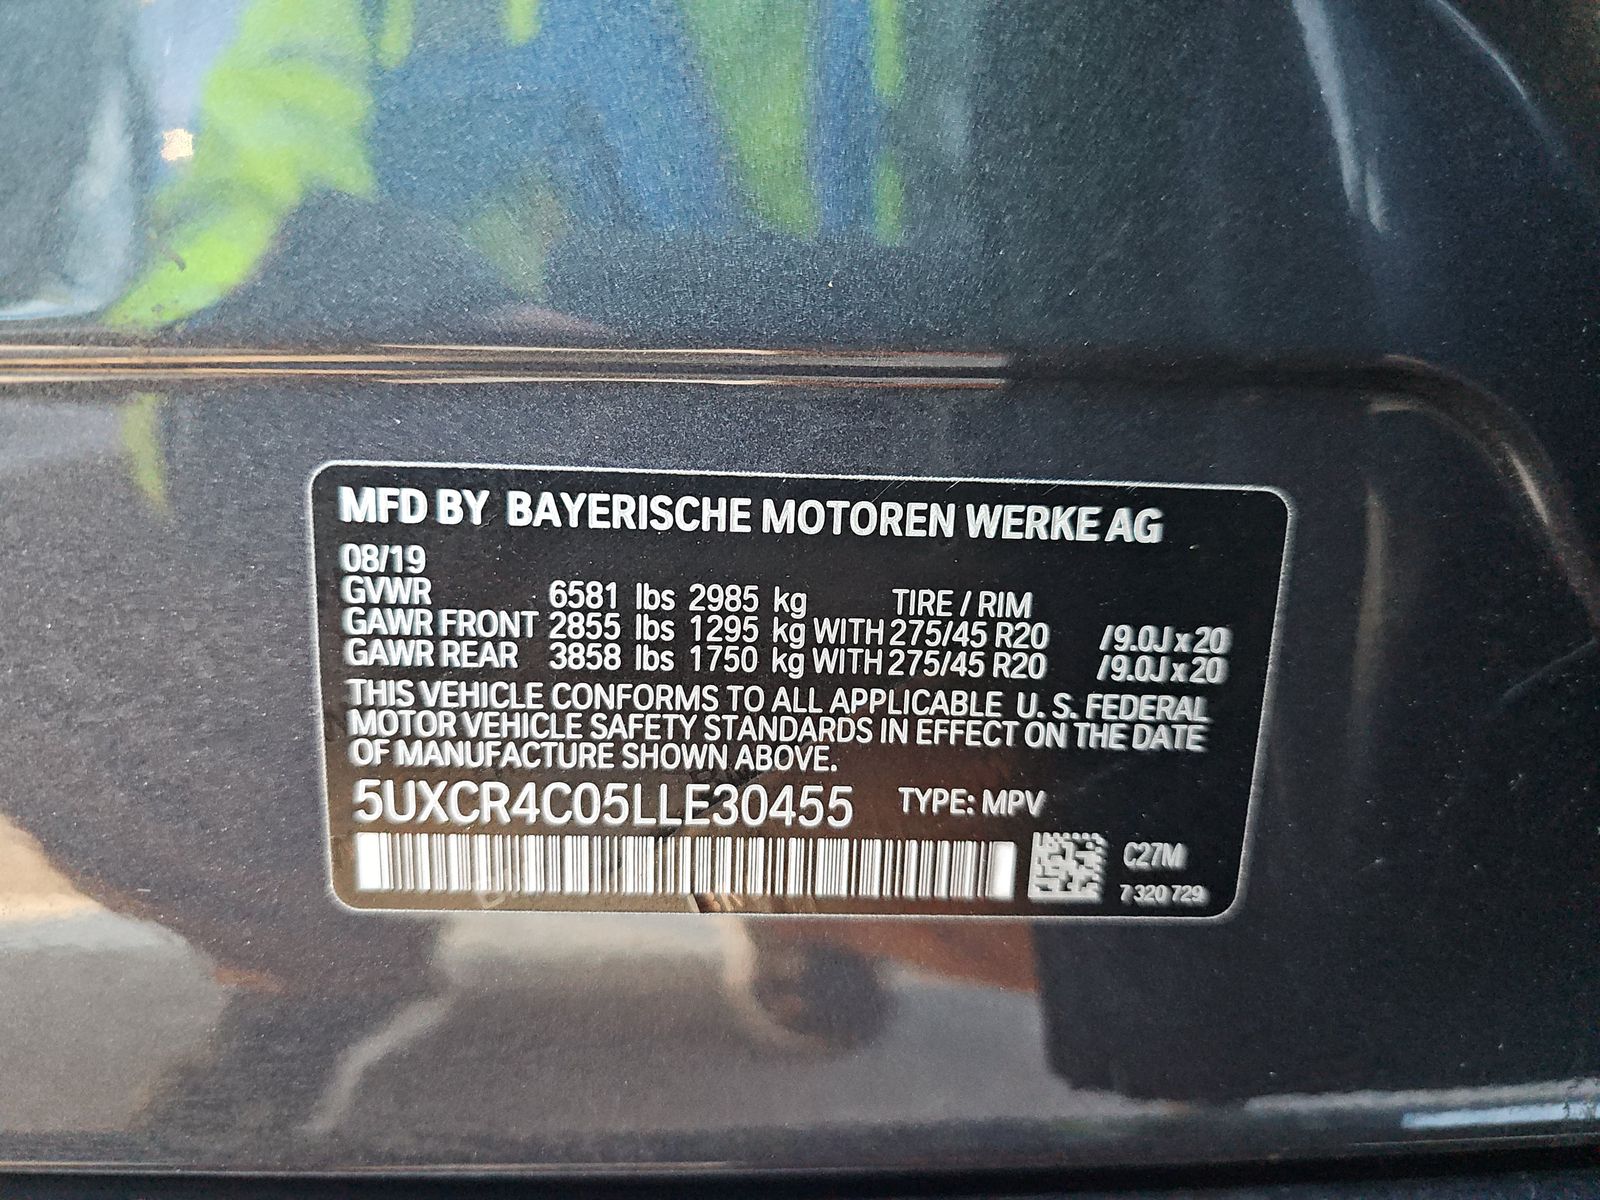 MFD BY BAYERISCHE MOTOREN WERKE AG
08/19
GVWR 6581 lbs 2985 kg TIRE / RIM
GAWR FRONT 2855 lbs 1295 kg WITH 275/45 R20 /9.0J x 20
GAWR REAR 3858 lbs 1750 kg WITH 275/45 R20 /9.0J x 20
THIS VEHICLE CONFORMS TO ALL APPLICABLE U. S. FEDERAL
MOTOR VEHICLE SAFETY STANDARDS IN EFFECT ON THE DATE
OF MANUFACTURE SHOWN ABOVE.
5UXCR4C05LLE30455 TYPE: MPV
C27M
7 320 729